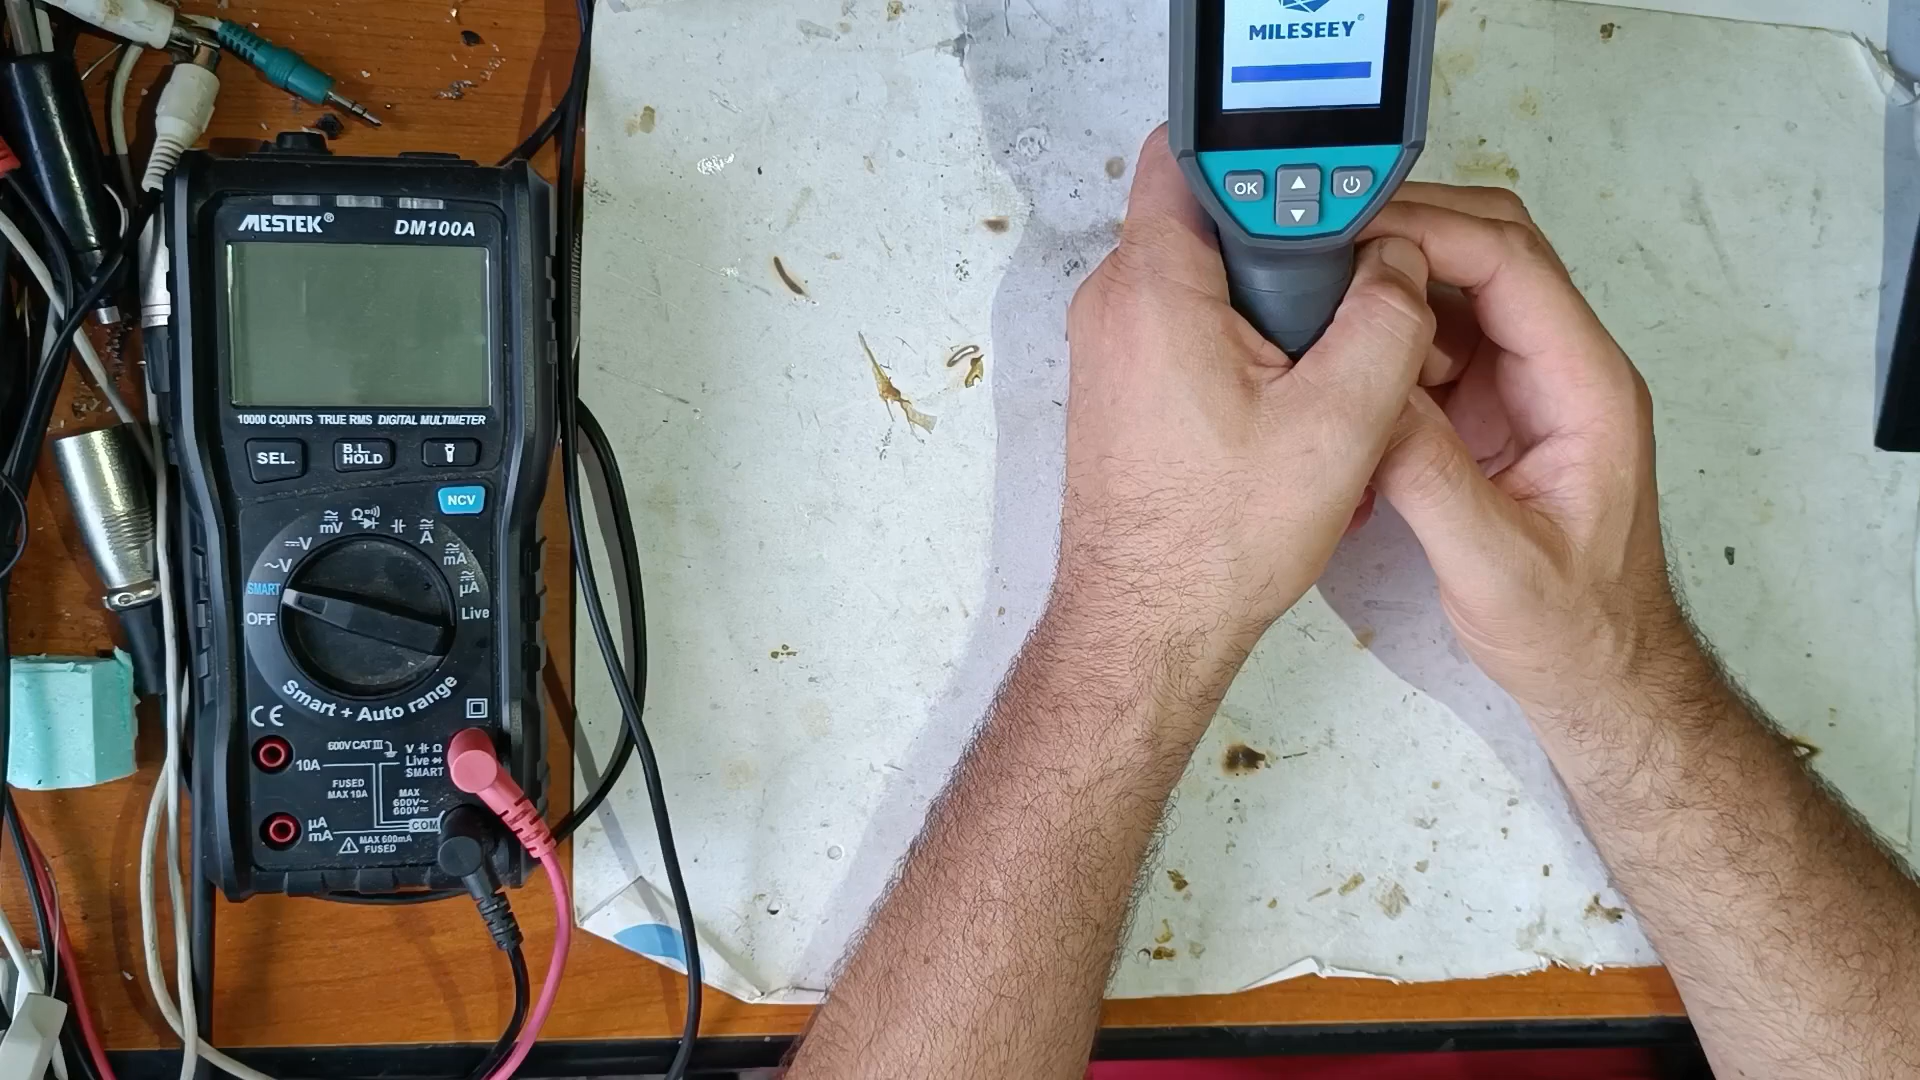 MILESEEY®
OK
MESTEK®
DM100A
10000 COUNTS TRUE RMS DIGITAL MULTIMETER
SEL.
B.L.
HOLD
NCV
mV
Ω
A
V
mA
~V
µA
SMART
Live
OFF
Smart + Auto range
CE
600V CAT III
V Ω
10A
Live
SMART
FUSED
MAX 10A
MAX
600V~
600V⎓
COM
µA
mA
MAX 600mA
FUSED